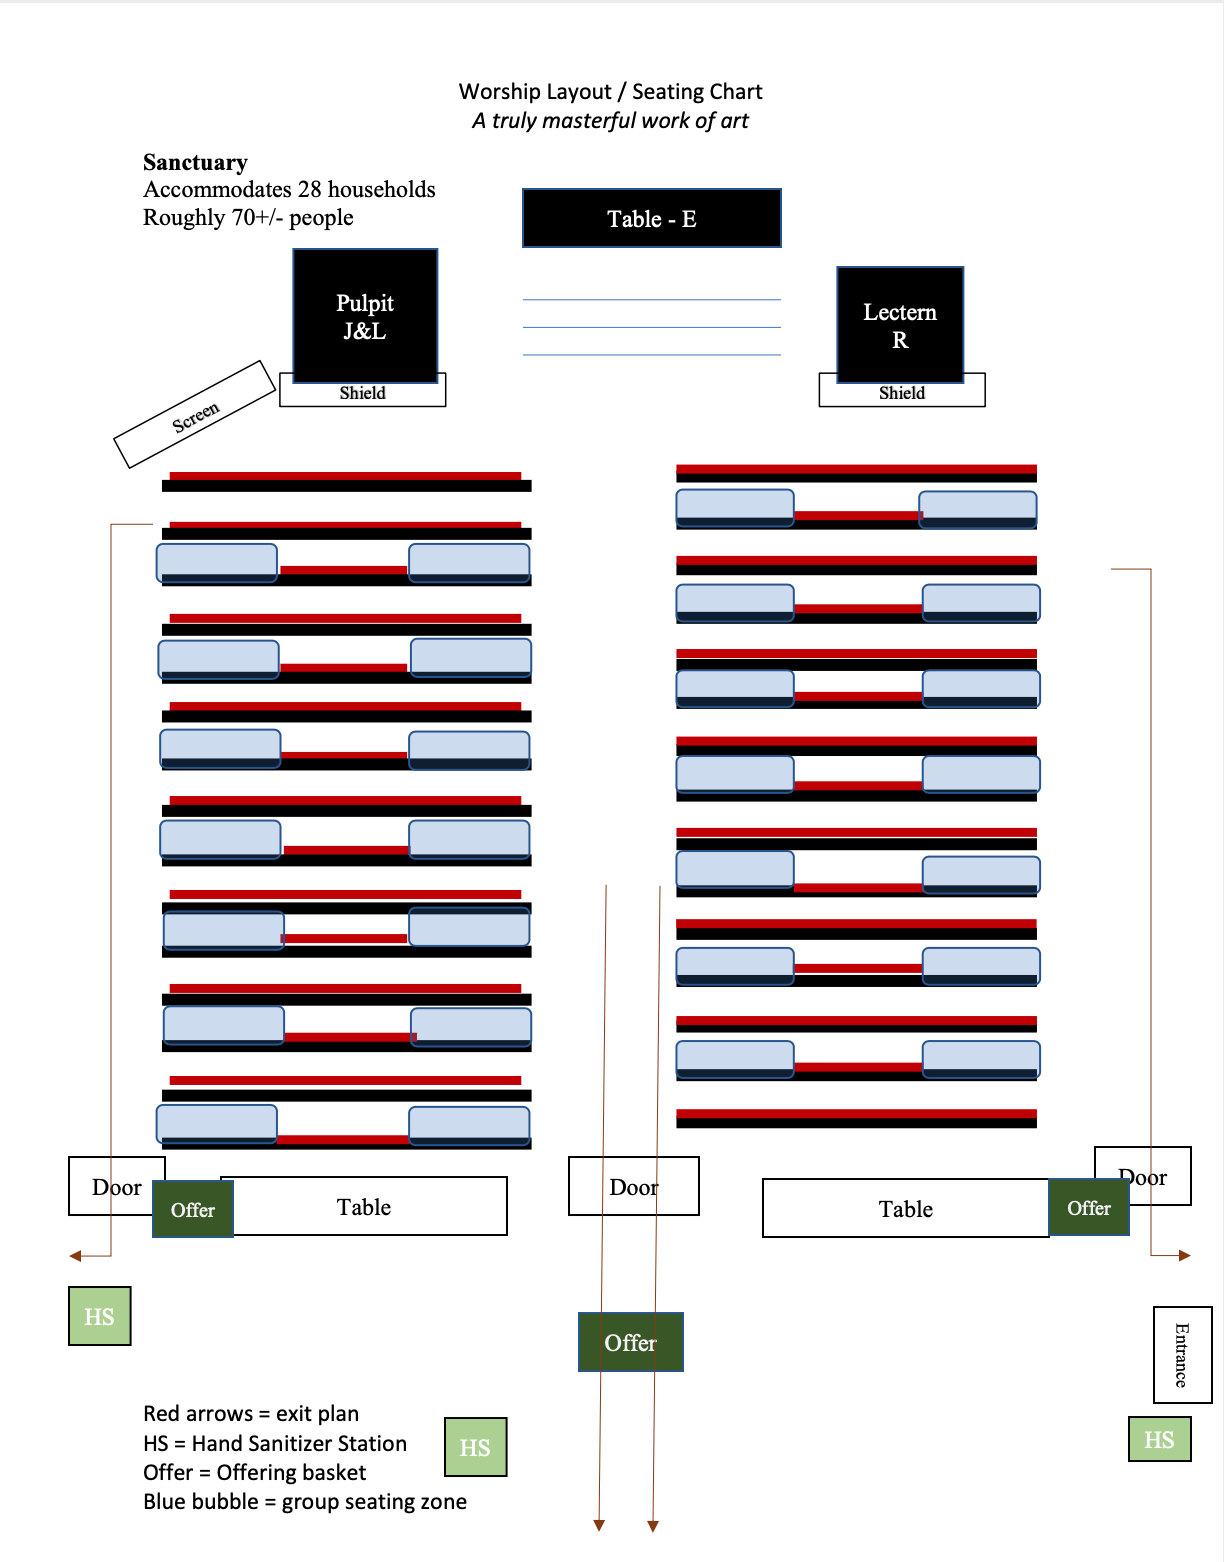 Worship Layout / Seating Chart
A truly masterful work of art
Sanctuary
Accommodates 28 households
Roughly 70+/- people
Table - E
Pulpit
J&L
Lectern
R
Shield
Shield
Screen
Door
Offer
Table
Door
Table
Offer
Door
HS
Offer
Entrance
Red arrows = exit plan
HS = Hand Sanitizer Station
Offer = Offering basket
Blue bubble = group seating zone
HS
HS